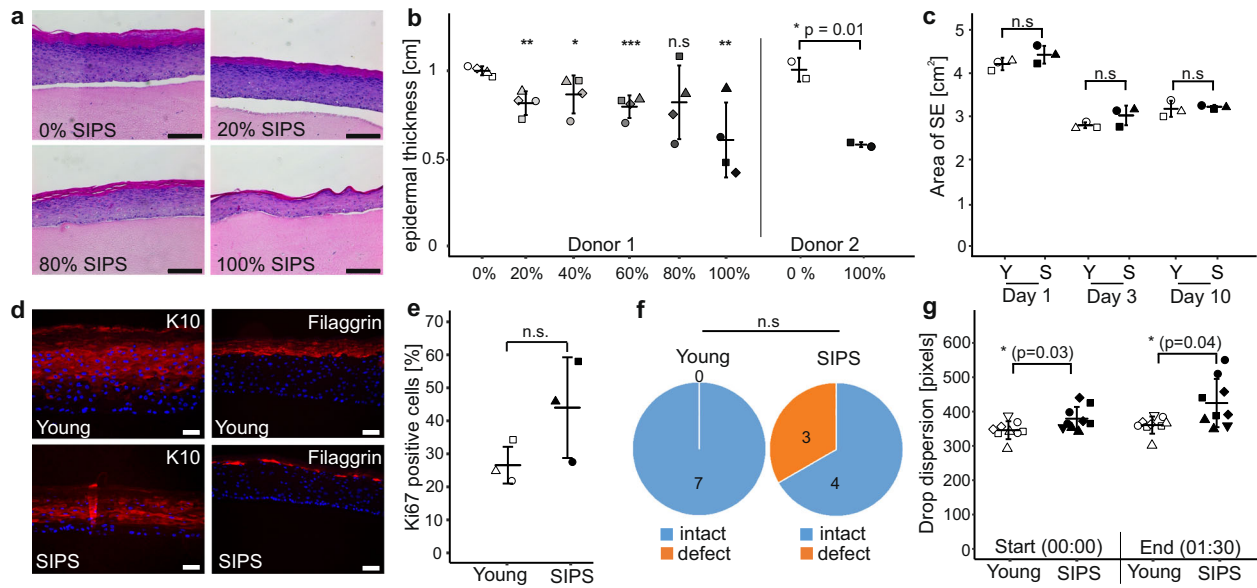 a
0% SIPS
20% SIPS
80% SIPS
100% SIPS
b
epidermal thickness [cm]
1
0.5
0
**
*
***
n.s
**
* p = 0.01
Donor 1
Donor 2
0%
20%
40%
60%
80%
100%
0 %
100%
c
Area of SE [cm²]
5
4
3
2
1
0
n.s
n.s
n.s
Y
S
Y
S
Y
S
Day 1
Day 3
Day 10
d
K10
Young
Filaggrin
Young
K10
SIPS
Filaggrin
SIPS
e
Ki67 positive cells [%]
70
60
50
40
30
20
10
0
n.s.
Young
SIPS
f
n.s
Young
SIPS
0
7
3
4
intact
defect
intact
defect
g
Drop dispersion [pixels]
600
500
400
300
200
100
0
* (p=0.03)
* (p=0.04)
Start (00:00)
End (01:30)
Young
SIPS
Young
SIPS